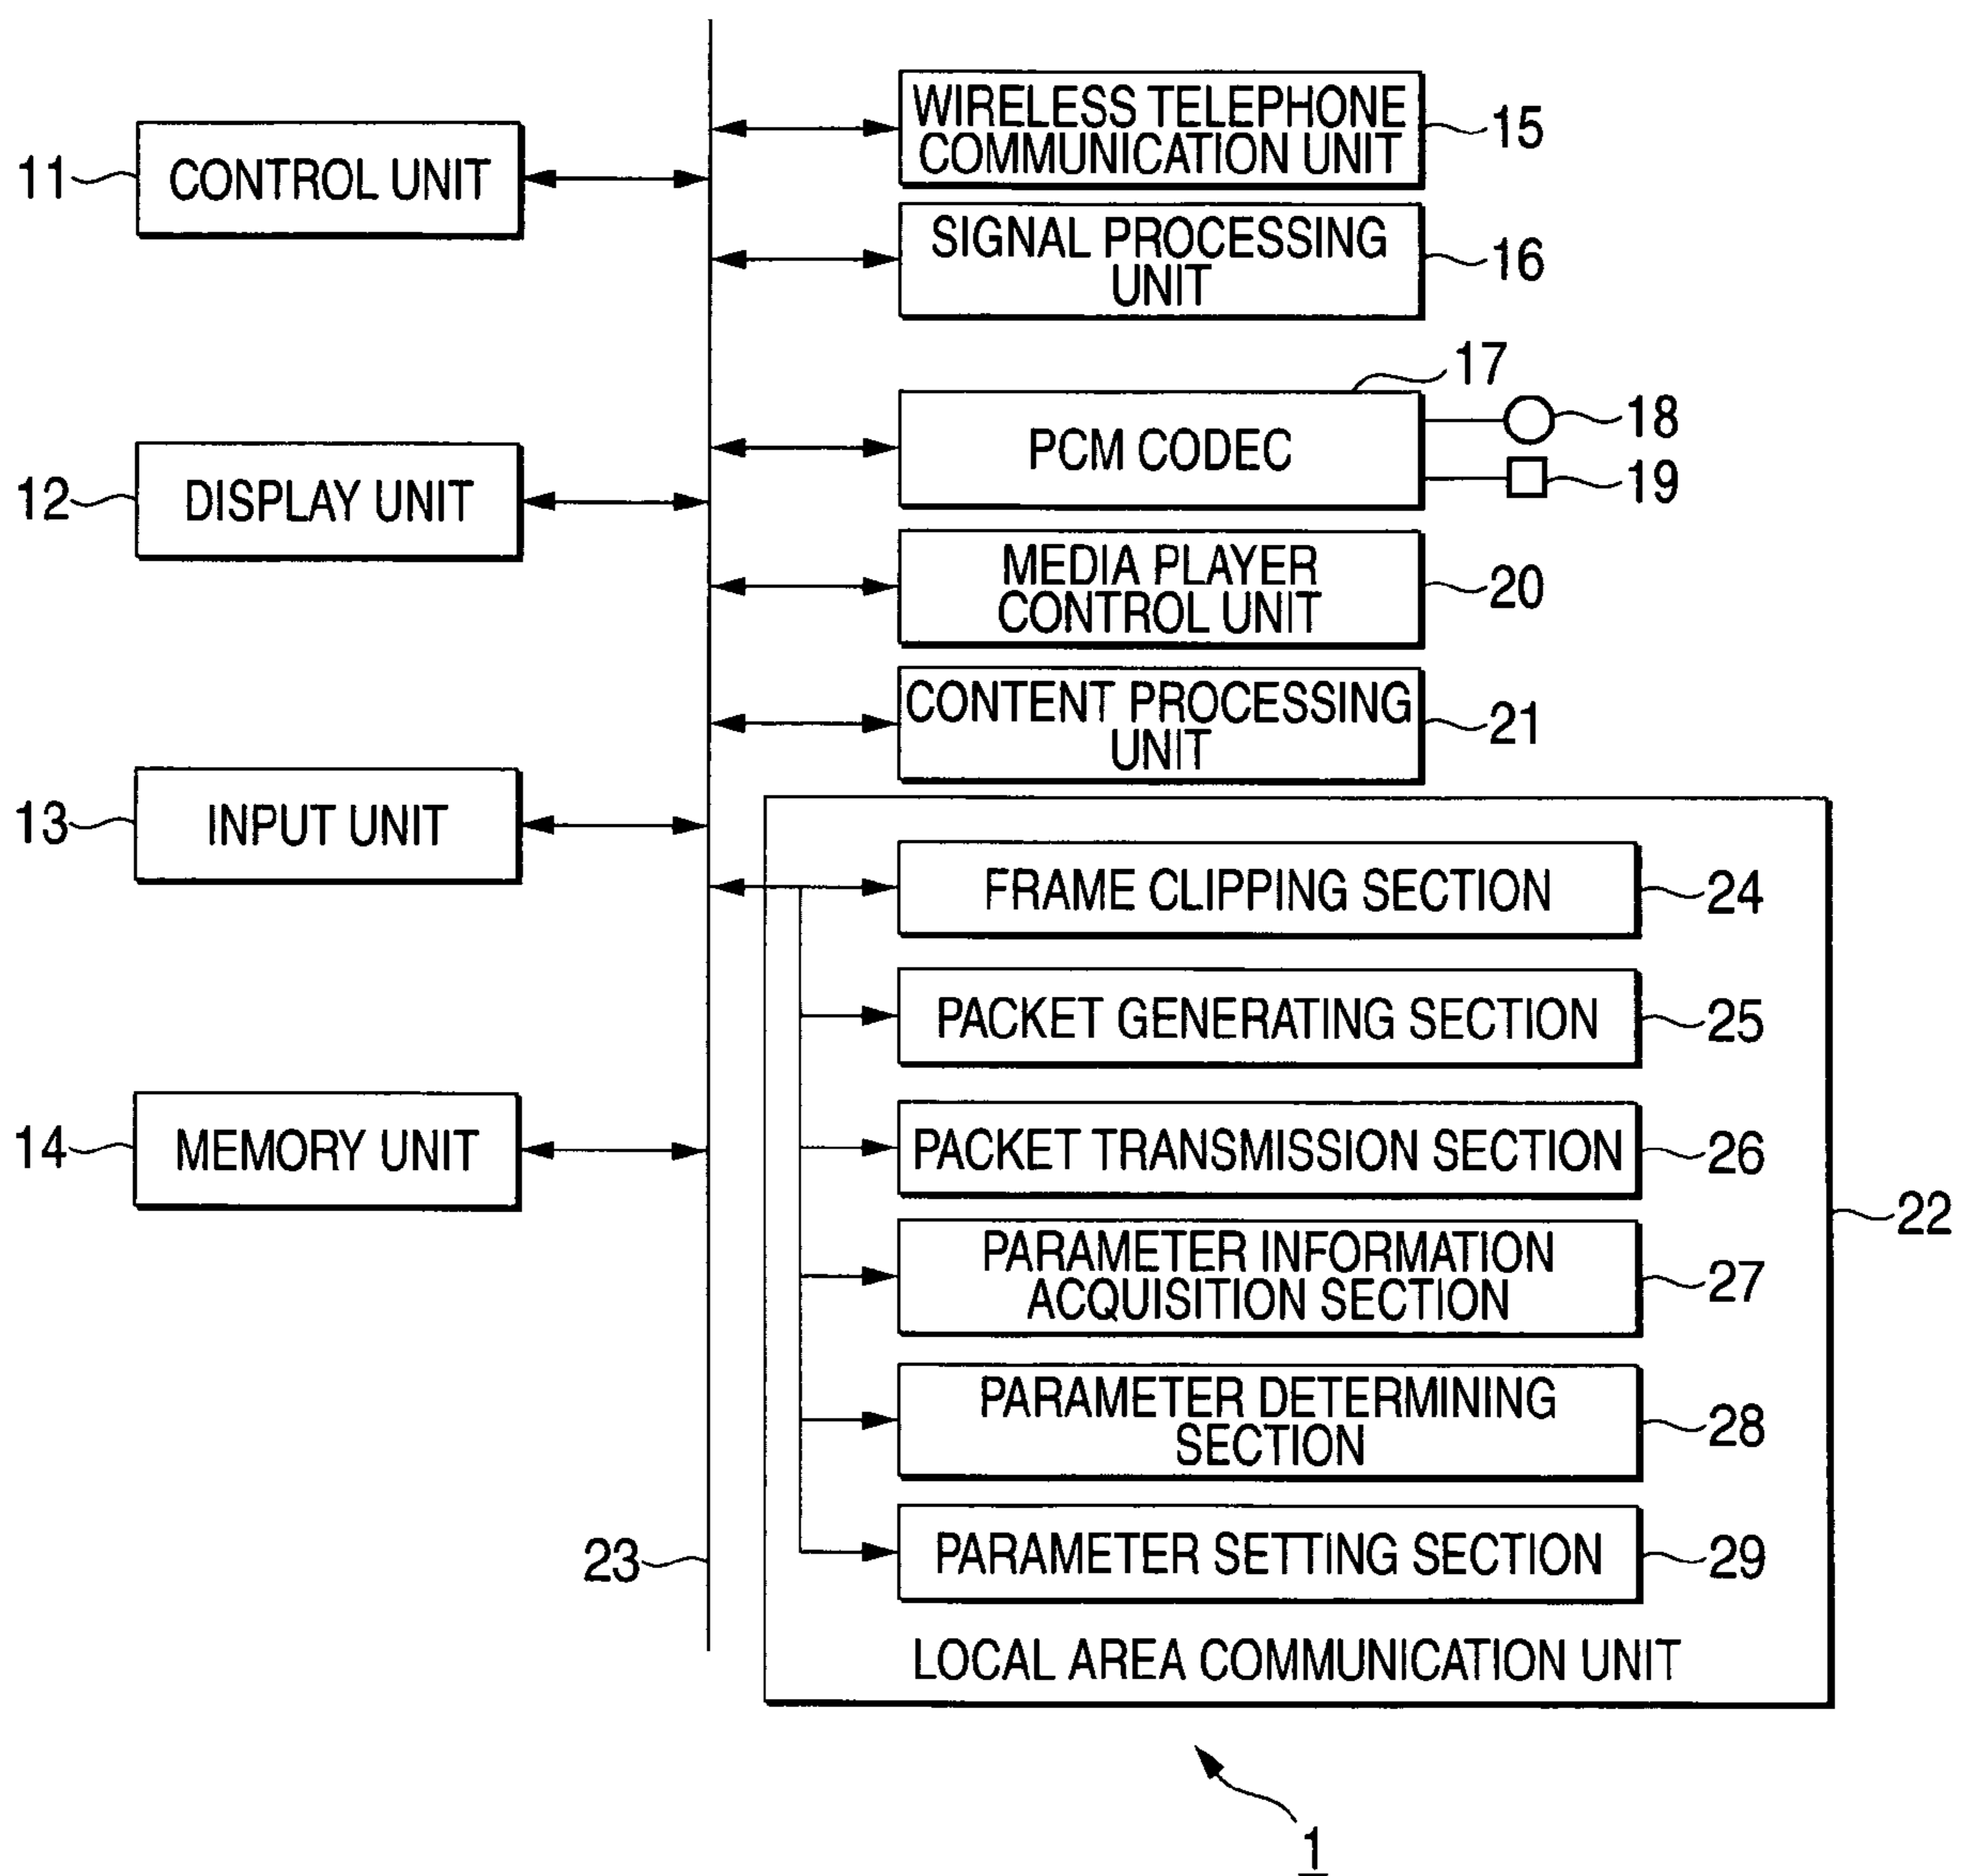 11
CONTROL UNIT
12
DISPLAY UNIT
13
INPUT UNIT
14
MEMORY UNIT
23
WIRELESS TELEPHONE
COMMUNICATION UNIT
15
SIGNAL PROCESSING
UNIT
16
17
PCM CODEC
18
19
MEDIA PLAYER
CONTROL UNIT
20
CONTENT PROCESSING
UNIT
21
FRAME CLIPPING SECTION
24
PACKET GENERATING SECTION
25
PACKET TRANSMISSION SECTION
26
22
PARAMETER INFORMATION
ACQUISITION SECTION
27
PARAMETER DETERMINING
SECTION
28
PARAMETER SETTING SECTION
29
LOCAL AREA COMMUNICATION UNIT
1